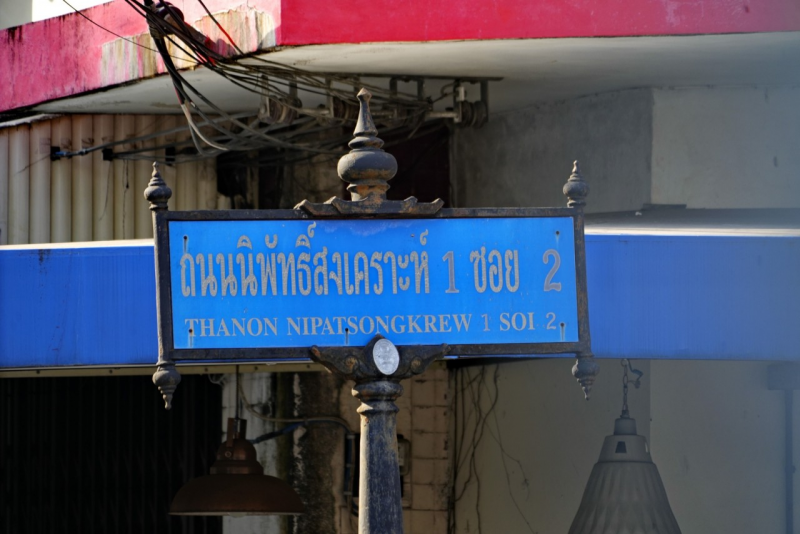 ถนนนิพัทธ์สงเคราะห์ 1 ซอย 2
THANON NIPATSONGKREW 1 SOI 2